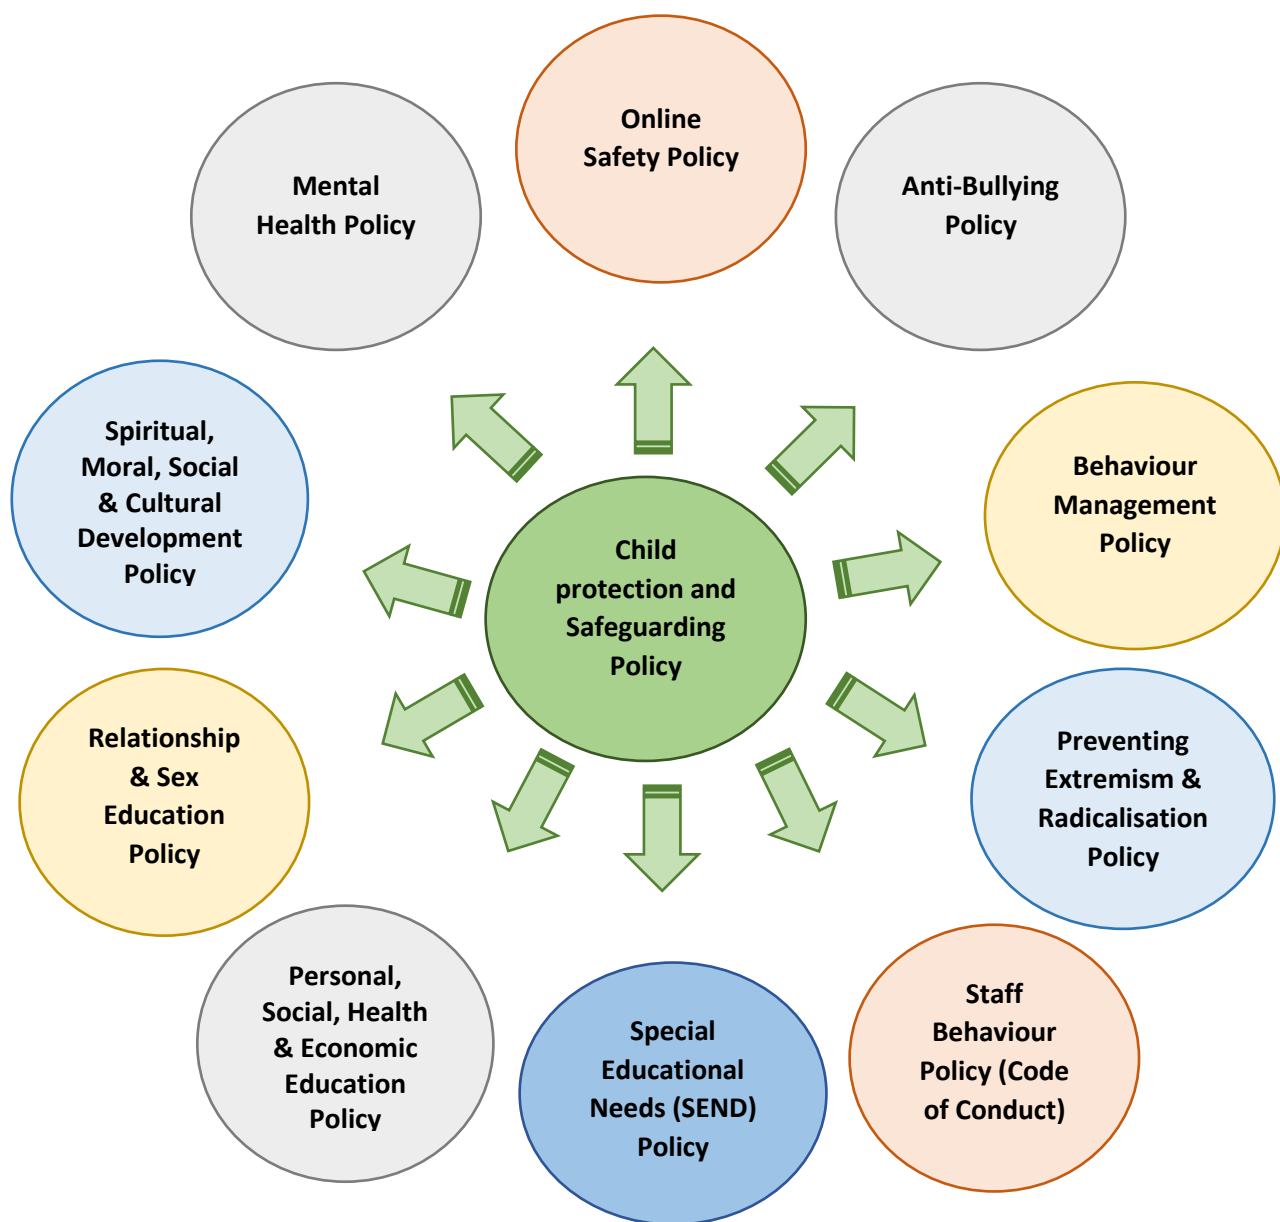 Online
Safety Policy
Mental
Health Policy
Anti-Bullying
Policy
Spiritual,
Moral, Social
& Cultural
Development
Policy
Behaviour
Management
Policy
Child
protection and
Safeguarding
Policy
Relationship
& Sex
Education
Policy
Preventing
Extremism &
Radicalisation
Policy
Personal,
Social, Health
& Economic
Education
Policy
Special
Educational
Needs (SEND)
Policy
Staff
Behaviour
Policy (Code
of Conduct)